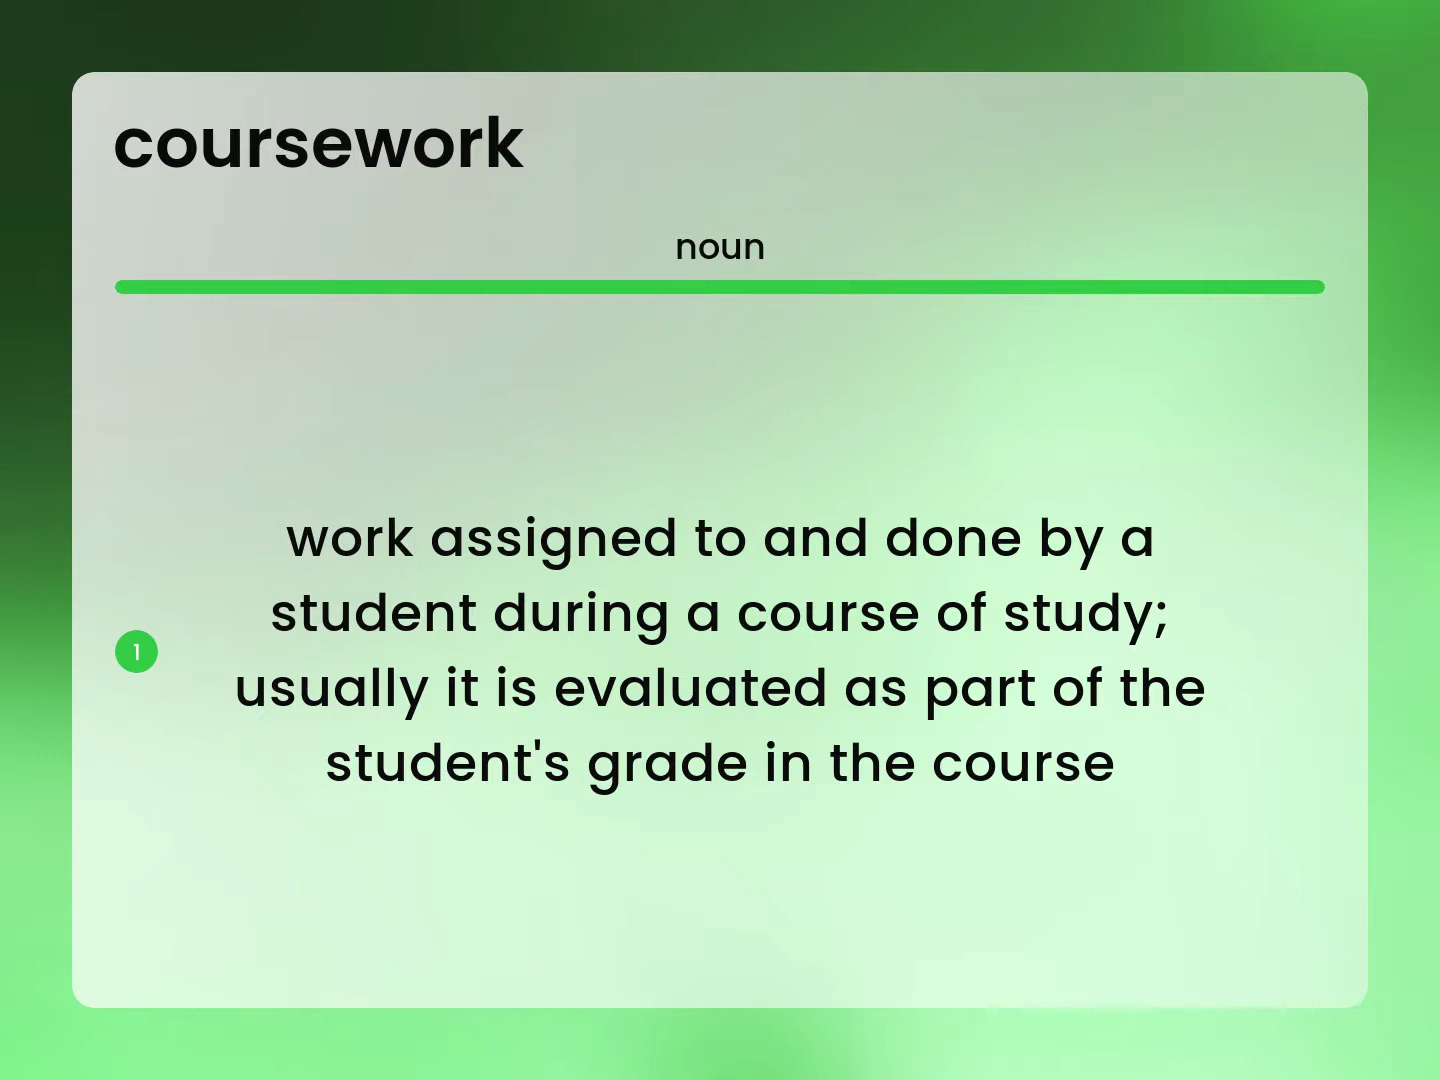 coursework
noun
work assigned to and done by a
student during a course of study;
1
usually it is evaluated as part of the
student's grade in the course